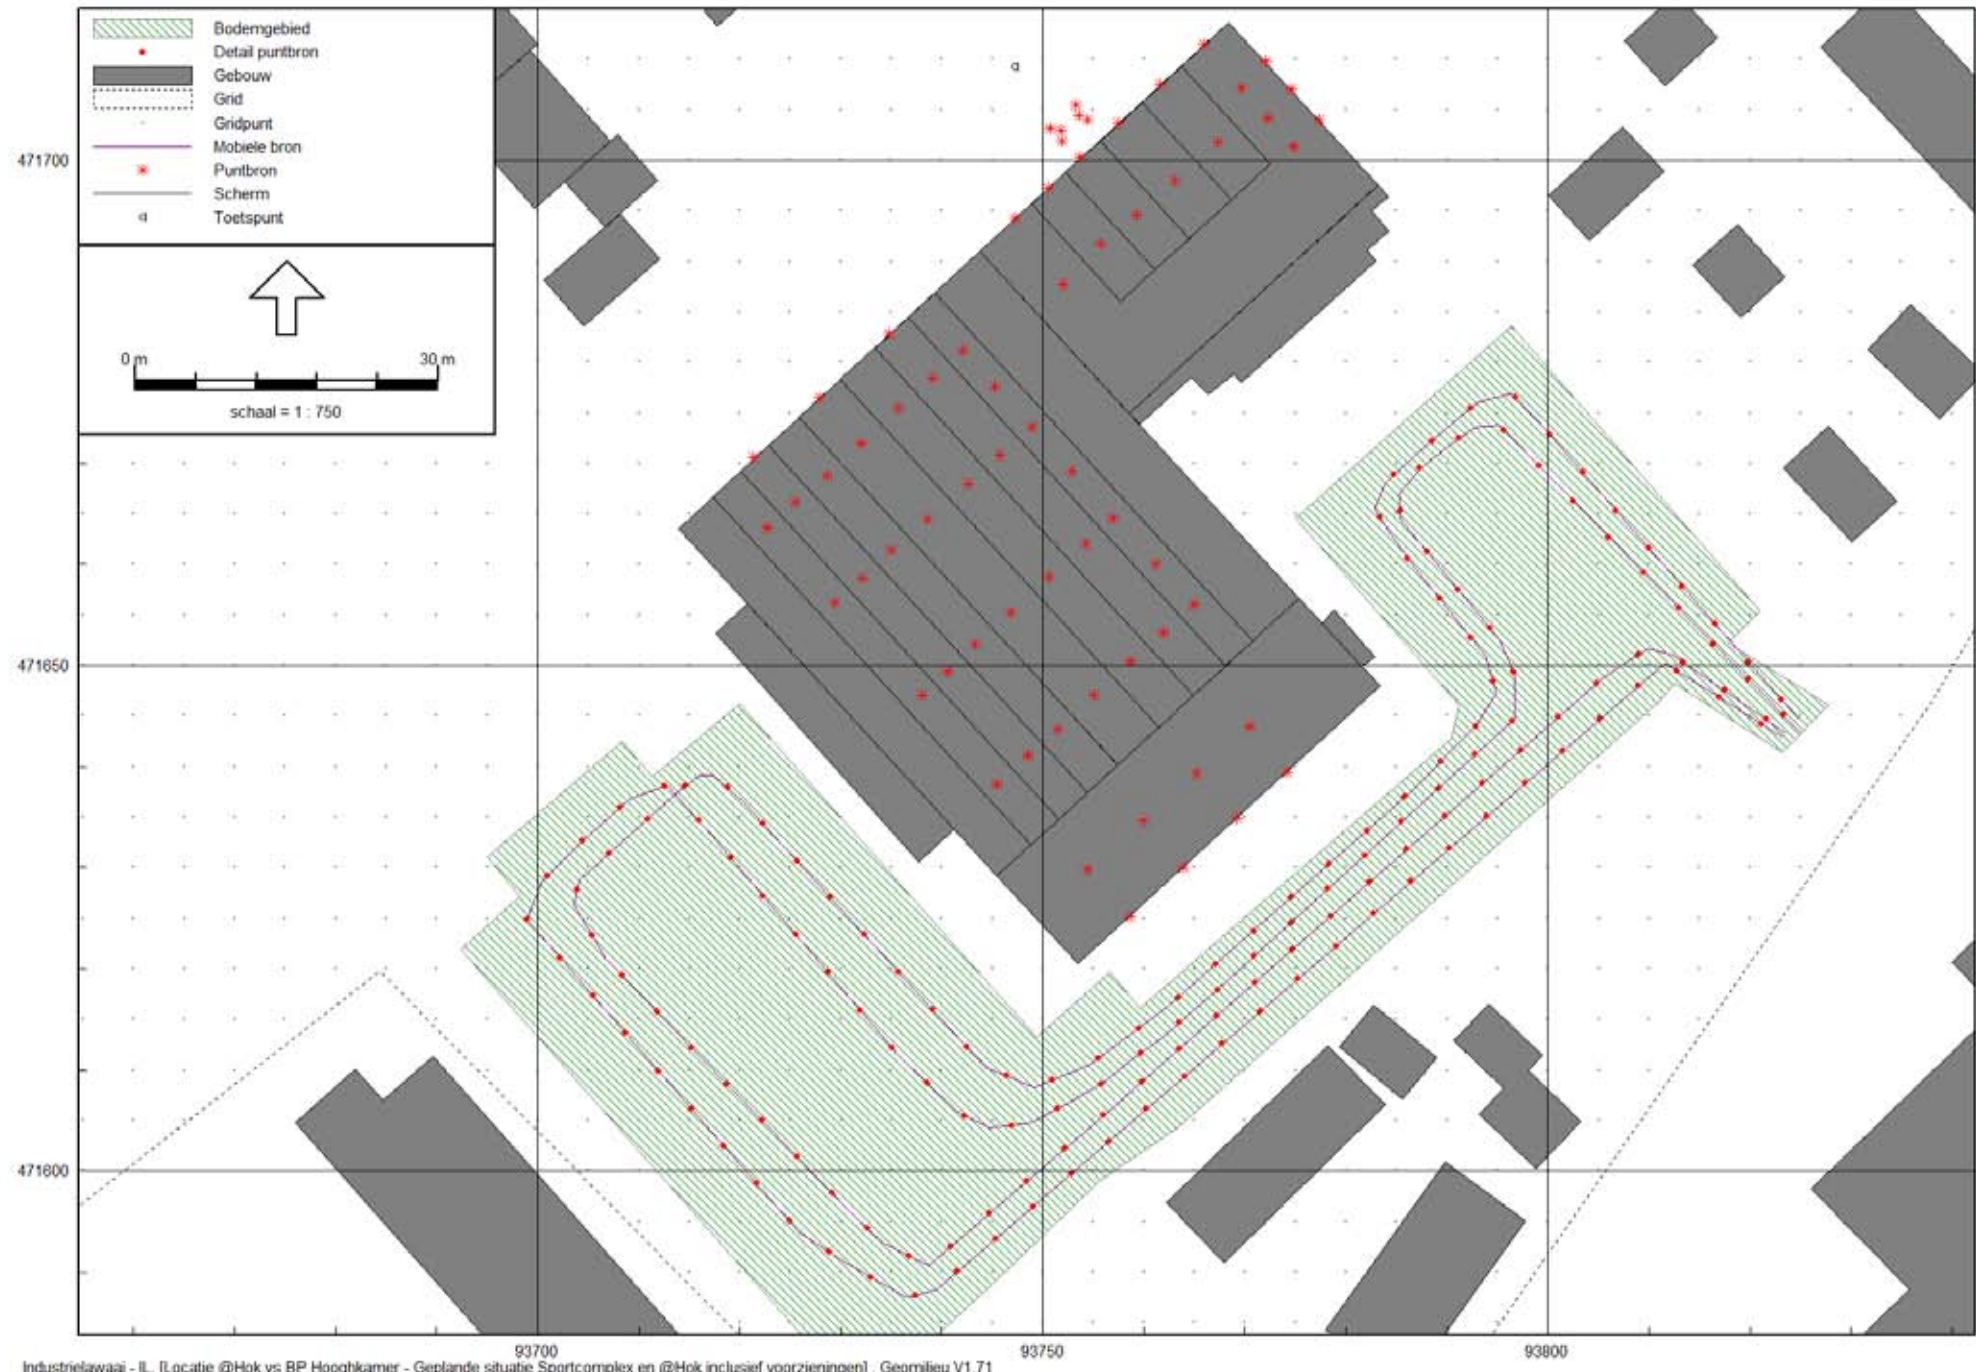 Bodemgebied
Detail puntbron
Gebouw
Grid
Gridpunt
Mobiele bron
Puntbron
Scherm
Toetspunt
0 m 30 m
schaal = 1 : 750
471700
471650
471600
93700 93750 93800
Industrielawaai - IL, [Locatie @Hok vs BP Hooghkamer - Geplande situatie Sportcomplex en @Hok inclusief voorzieningen] , Geomilieu V1.71